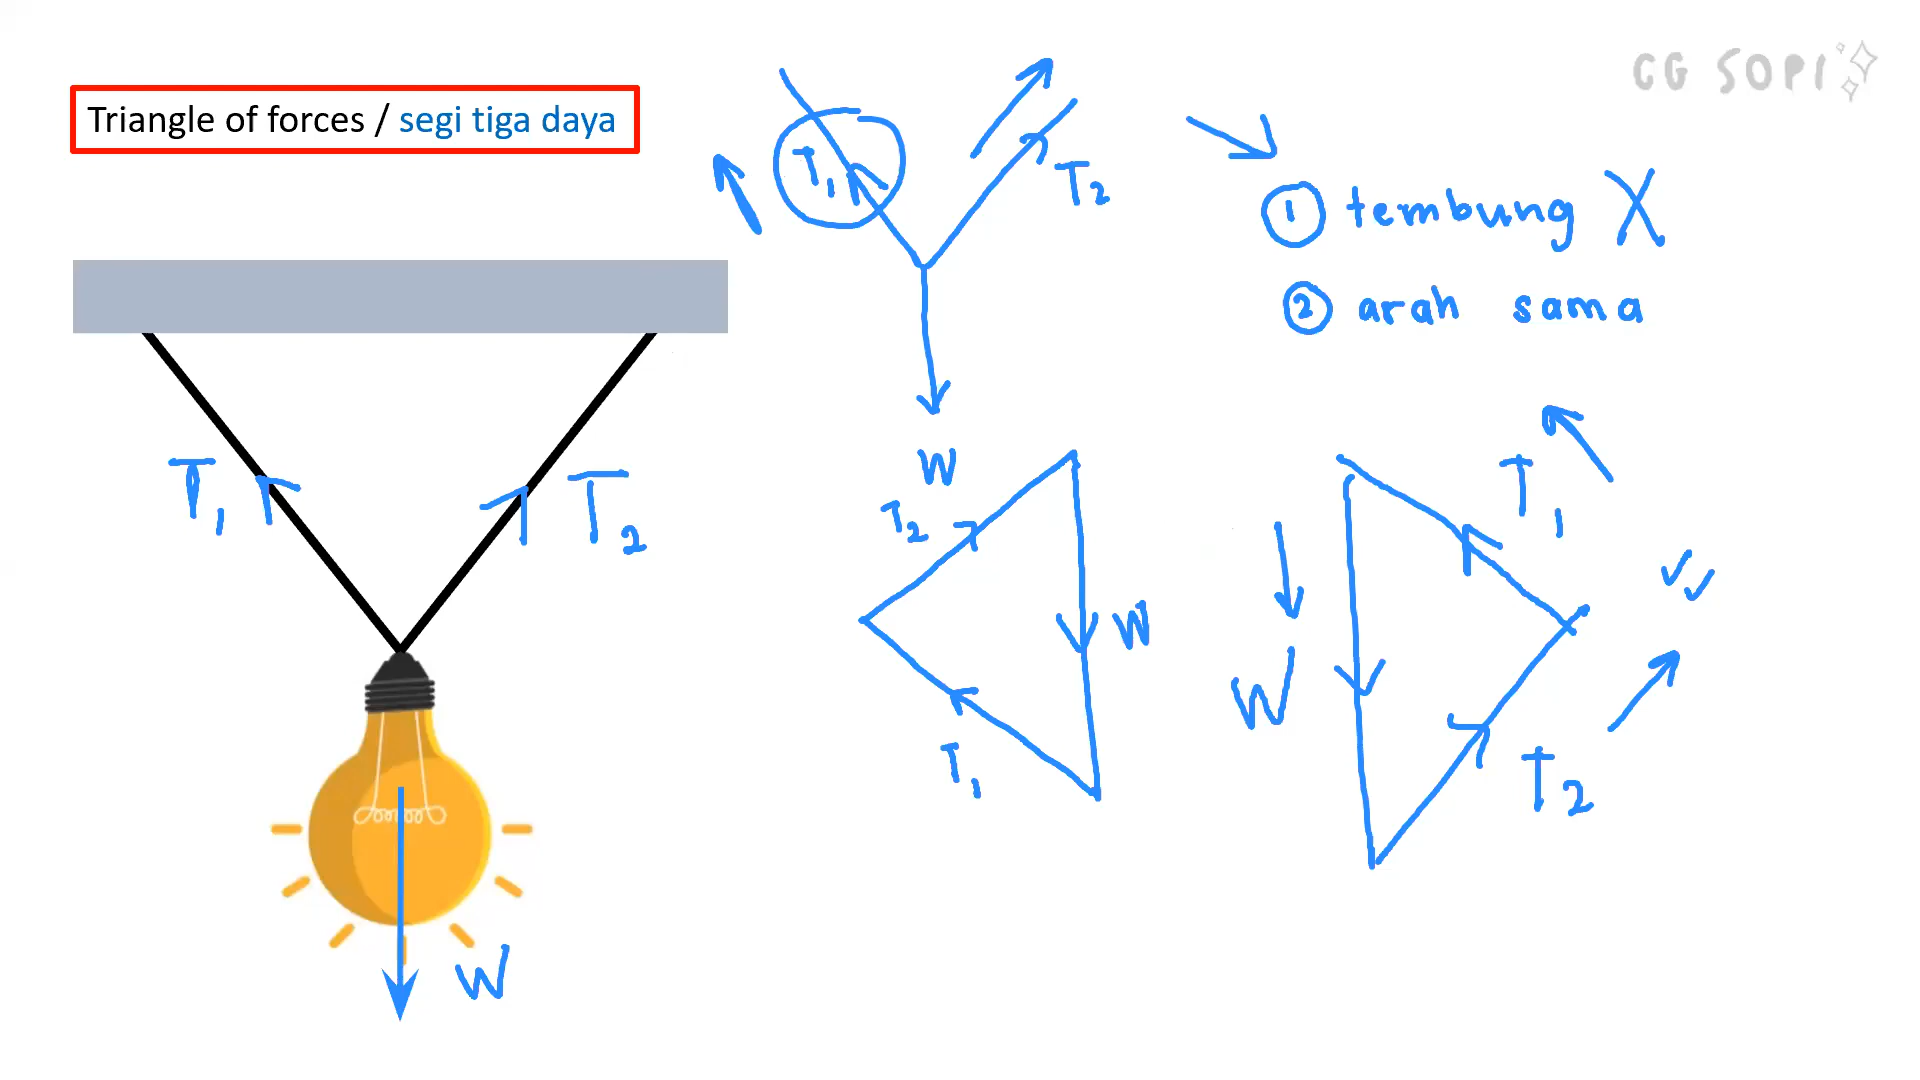 CG SOPI
Triangle of forces / segi tiga daya
T1
T2
W
T1
T2
W
① tembung X
② arah sama
T2
W
T1
T1
W
T2